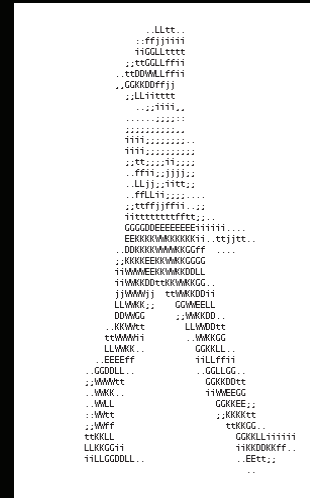 ..LLtt..
::ffjjiiii
iiGGLLtttt
;;ttGGLLffii
..ttDDWWLLffii
,,GGKKDDffjj
;;LLiitttt
..;;iiii,,
......;;;;::
;;;;;;;;;;,,
iiii;;;;;;;;..
iiii;;;;;;;;;;
;;tt;;;;ii;;;;
..ffii;;jjjj;;
..LLjj;;iitt;;
..ffLLii;;;;....
;;ttffjjffii..;;
iittttttttfftt;;..
GGGGDDEEEEEEEEiiiiii....
EEKKKKWWKKKKKKii..ttjjtt..
..DDKKKKWWWWKKGGff  ....
;;KKKKEEKKWWKKGGGG
iiWWWWEEKKWWKKDDLL
iiWWKKDDttKKWWKKGG..
jjWWWWjj  ttWWKKDDii
LLWWKK;;    GGWWEELL
DDWWGG      ;;WWKKDD..
..KKWWtt        LLWWDDtt
ttWWWWii        ..WWKKGG
LLWWKK..          GGKKLL..
..EEEEff            iiLLffii
..GGDDLL..            ..GGLLGG..
;;WWWWtt                GGKKDDtt
..WWKK..                iiWWEEGG
..WWLL                    GGKKEE;;
::WWtt                    ;;KKKKtt
;;WWff                      ttKKGG..
ttKKLL                        GGKKLLiiiiii
LLKKGGii                      iiKKDDKKff..
iiLLGGDDLL..                  ..EEtt;;
..